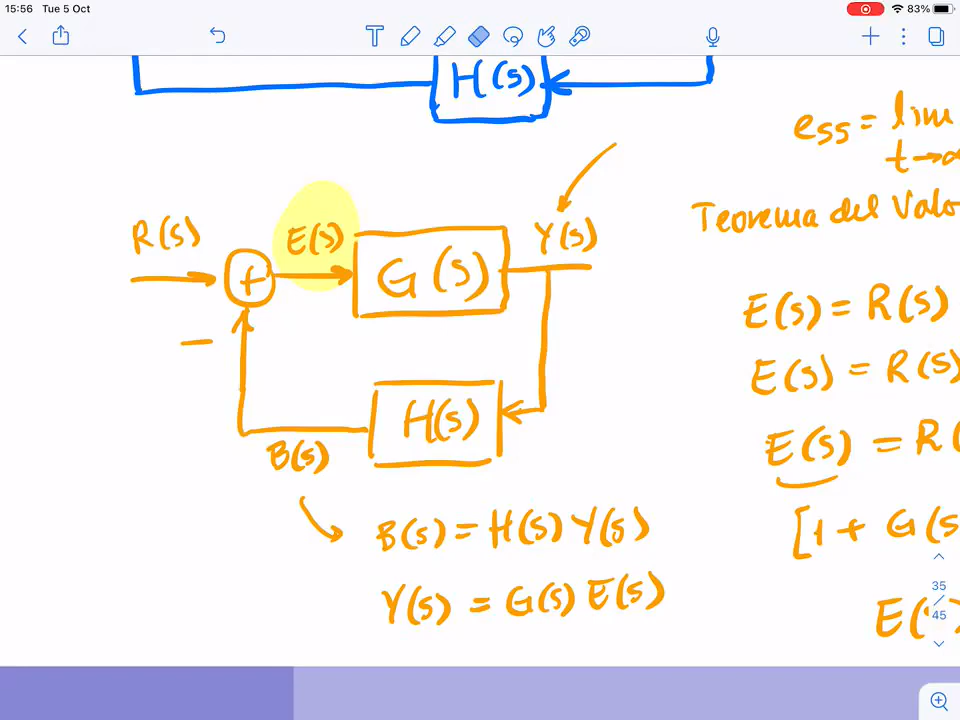 15:56 Tue 5 Oct
83%
H(s)
ess = lim
t→∞
Teorema del Valo
R(s)
E(s)
Y(s)
+
G(s)
−
H(s)
B(s)
B(s) = H(s) Y(s)
Y(s) = G(s) E(s)
E(s) = R(s)
E(s) = R(s)
E(s) = R(
[1 + G(s
E(
35
/
45